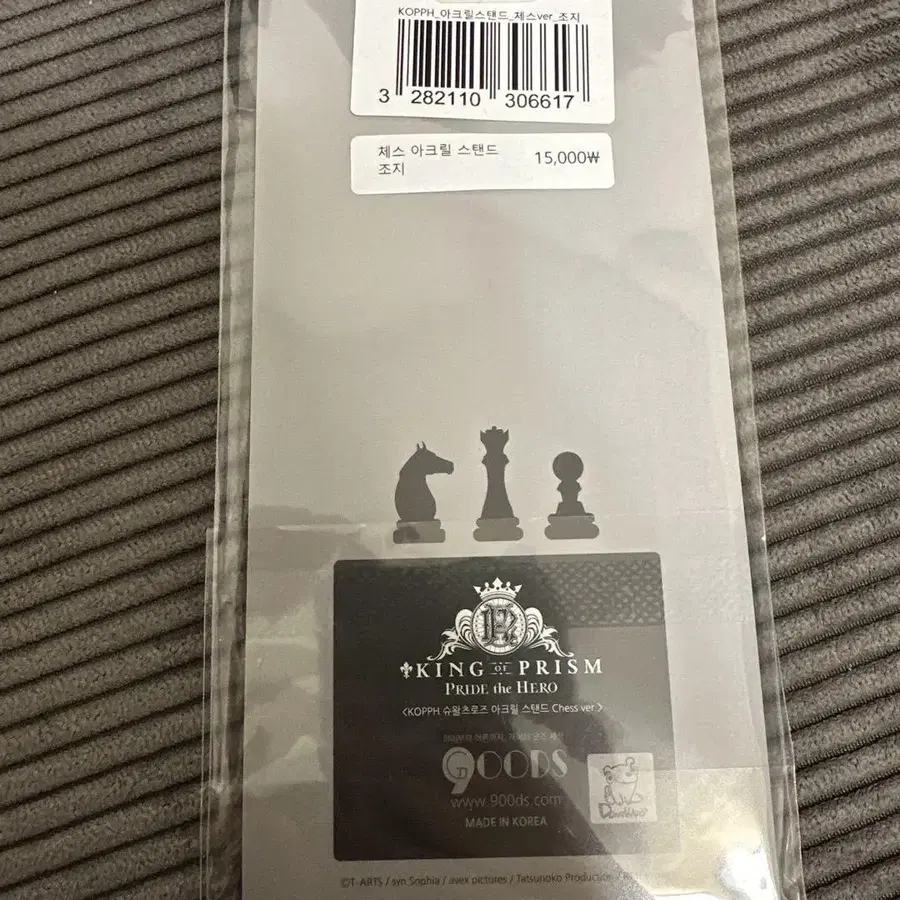 KOPPH_아크릴스탠드_체스ver_조지
3 282110 306617
체스 아크릴 스탠드 15,000₩
조지
KING OF PRISM
PRIDE the HERO
<KOPPH 슈왈츠로즈 아크릴 스탠드 Chess ver.>
9OODS
www.900ds.com
MADE IN KOREA
©T-ARTS / syn Sophia / avex pictures / Tatsunoko Production /